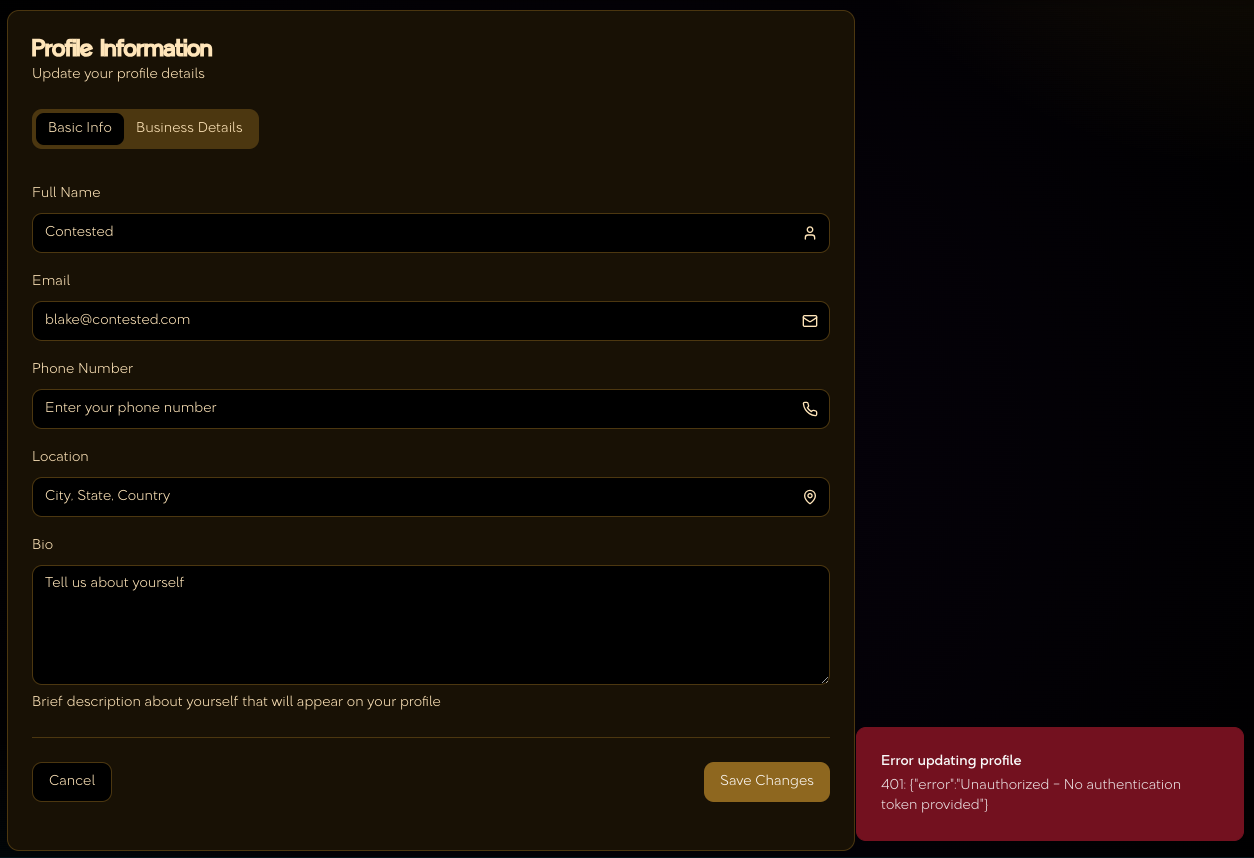 Profile Information
Update your profile details
Basic Info
Business Details
Full Name
Contested
Email
blake@contested.com
Phone Number
Enter your phone number
Location
City, State, Country
Bio
Tell us about yourself
Brief description about yourself that will appear on your profile
Cancel
Save Changes
Error updating profile
401: {"error":"Unauthorized - No authentication
token provided"}